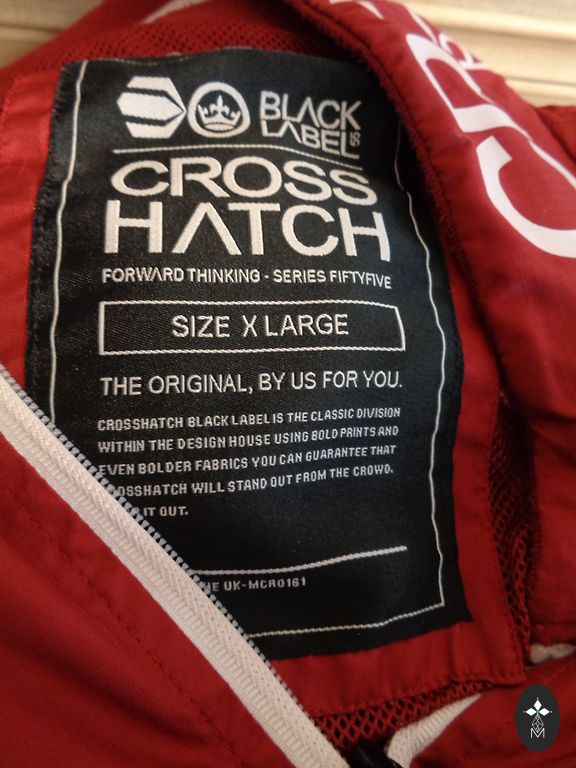 BLACK
LABEL 55
CROSS
HATCH
FORWARD THINKING - SERIES FIFTYFIVE
SIZE X LARGE
THE ORIGINAL, BY US FOR YOU.
CROSSHATCH BLACK LABEL IS THE CLASSIC DIVISION
WITHIN THE DESIGN HOUSE USING BOLD PRINTS AND
EVEN BOLDER FABRICS YOU CAN GUARANTEE THAT
OSSHATCH WILL STAND OUT FROM THE CROWD.
IT OUT.
UK-MCR0161
CR
M